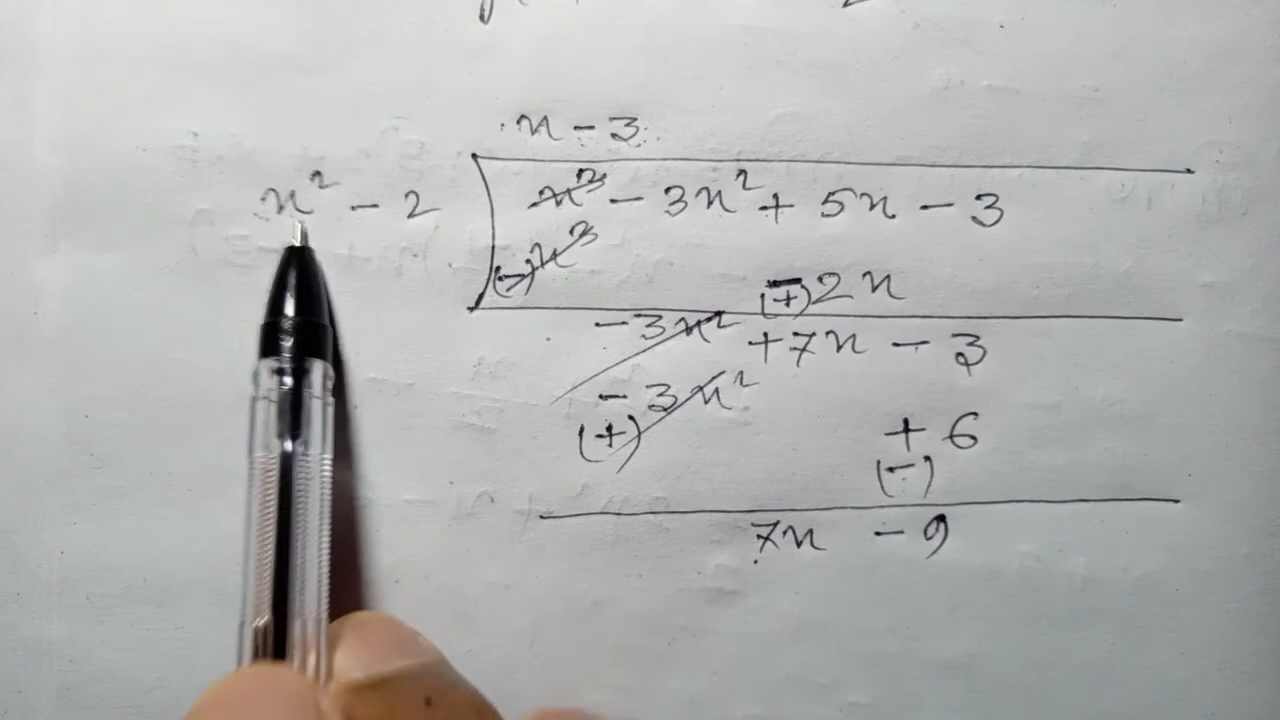 x - 3
x² - 2 x³ - 3x² + 5x - 3
x³ - 2x
(-) (+)
-3x² + 7x - 3
-3x² + 6
(+) (-)
7x - 9